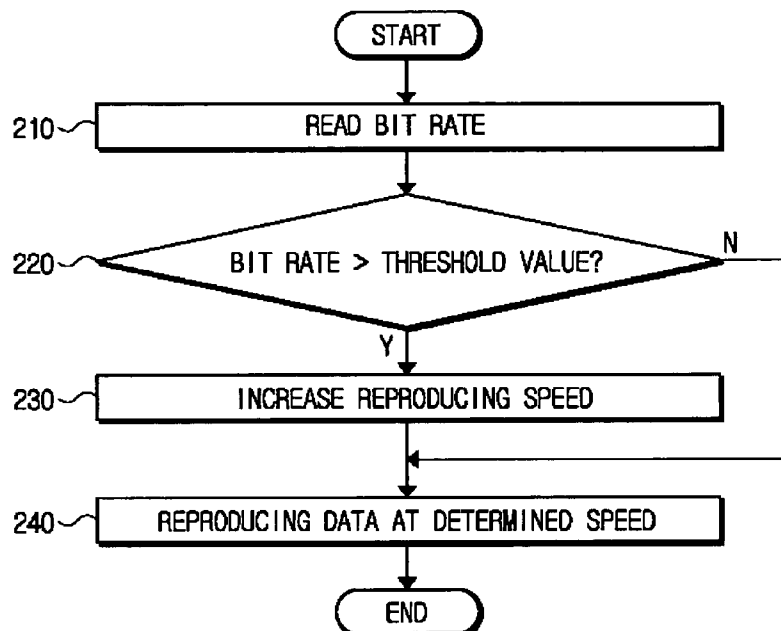 START
210
READ BIT RATE
220
BIT RATE > THRESHOLD VALUE?
N
Y
230
INCREASE REPRODUCING SPEED
240
REPRODUCING DATA AT DETERMINED SPEED
END